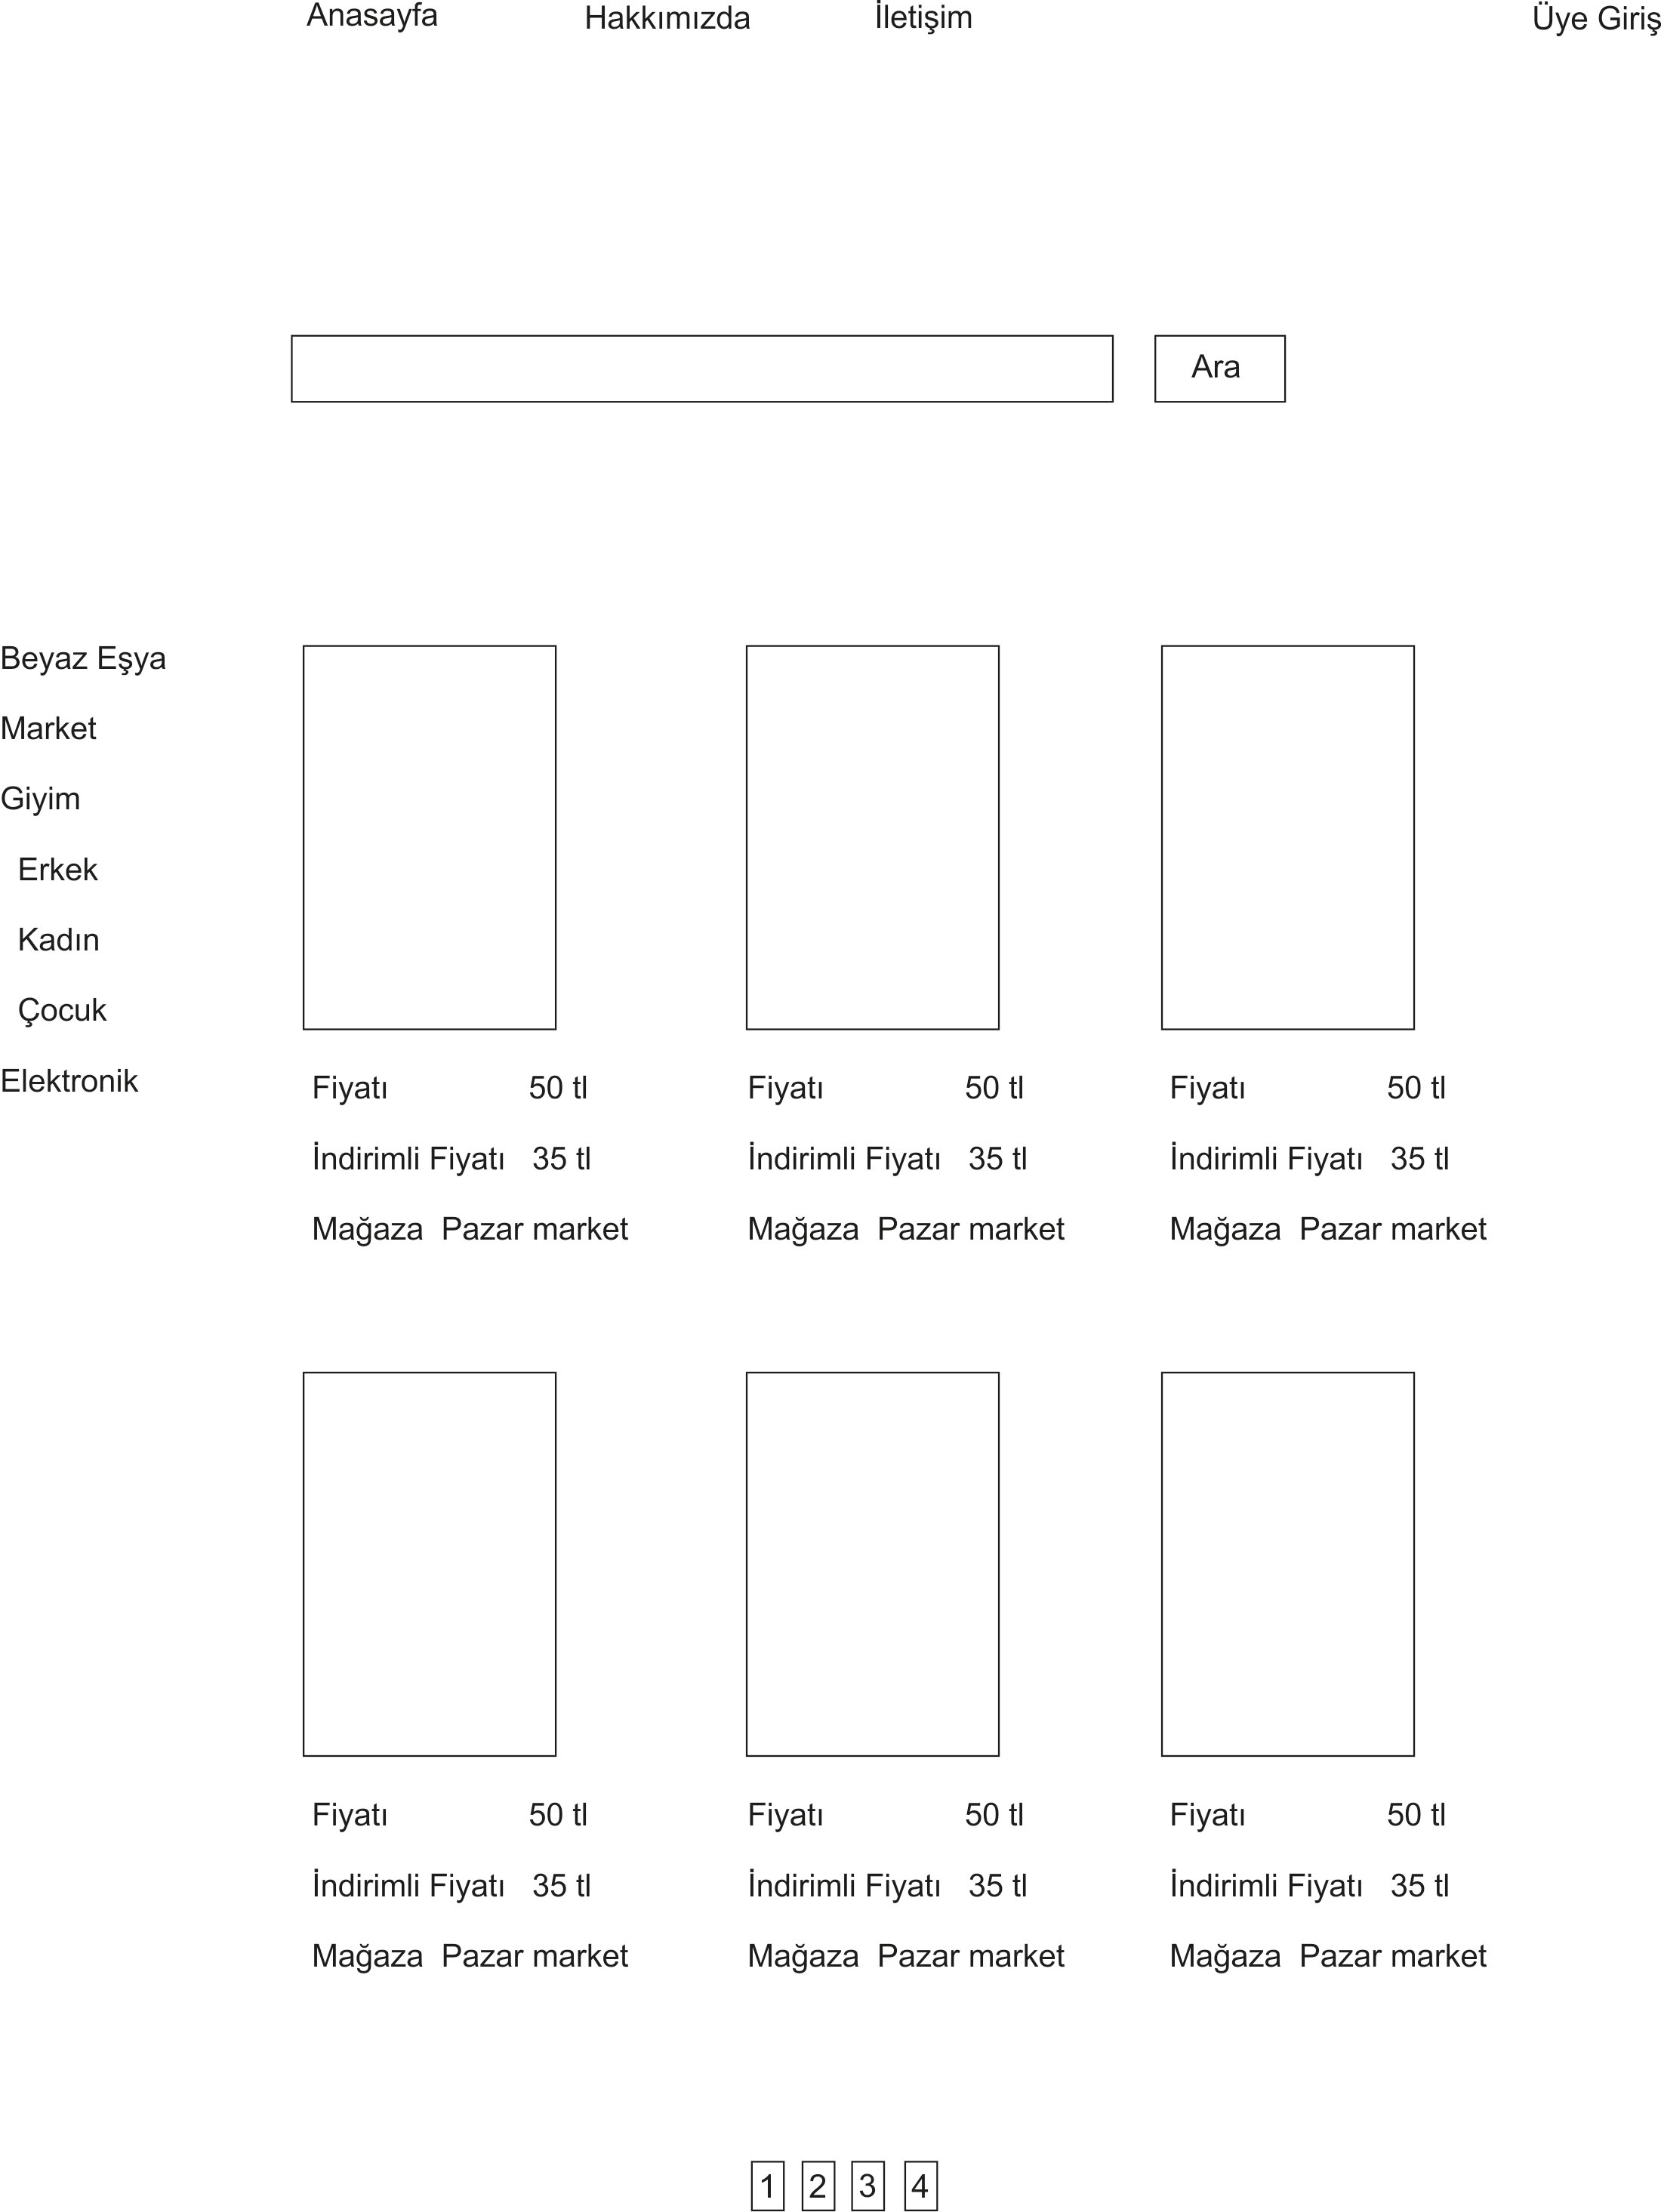 Anasayfa Hakkımızda İletişim Üye Giriş
Ara
Beyaz Eşya
Market
Giyim
Erkek
Kadın
Çocuk
Elektronik
Fiyatı 50 tl
İndirimli Fiyatı 35 tl
Mağaza Pazar market
Fiyatı 50 tl
İndirimli Fiyatı 35 tl
Mağaza Pazar market
Fiyatı 50 tl
İndirimli Fiyatı 35 tl
Mağaza Pazar market
Fiyatı 50 tl
İndirimli Fiyatı 35 tl
Mağaza Pazar market
Fiyatı 50 tl
İndirimli Fiyatı 35 tl
Mağaza Pazar market
Fiyatı 50 tl
İndirimli Fiyatı 35 tl
Mağaza Pazar market
1 2 3 4